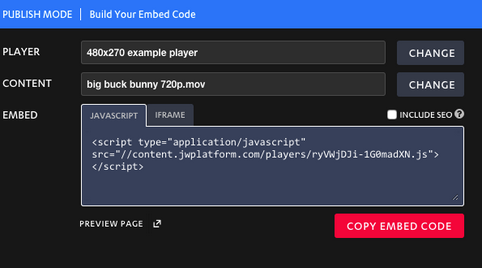 PUBLISH MODE | Build Your Embed Code
PLAYER 480x270 example player CHANGE
CONTENT big buck bunny 720p.mov CHANGE
EMBED JAVASCRIPT IFRAME INCLUDE SEO ?
<script type="application/javascript"
src="//content.jwplatform.com/players/ryVWjDJi-1G0madXN.js">
</script>
PREVIEW PAGE COPY EMBED CODE